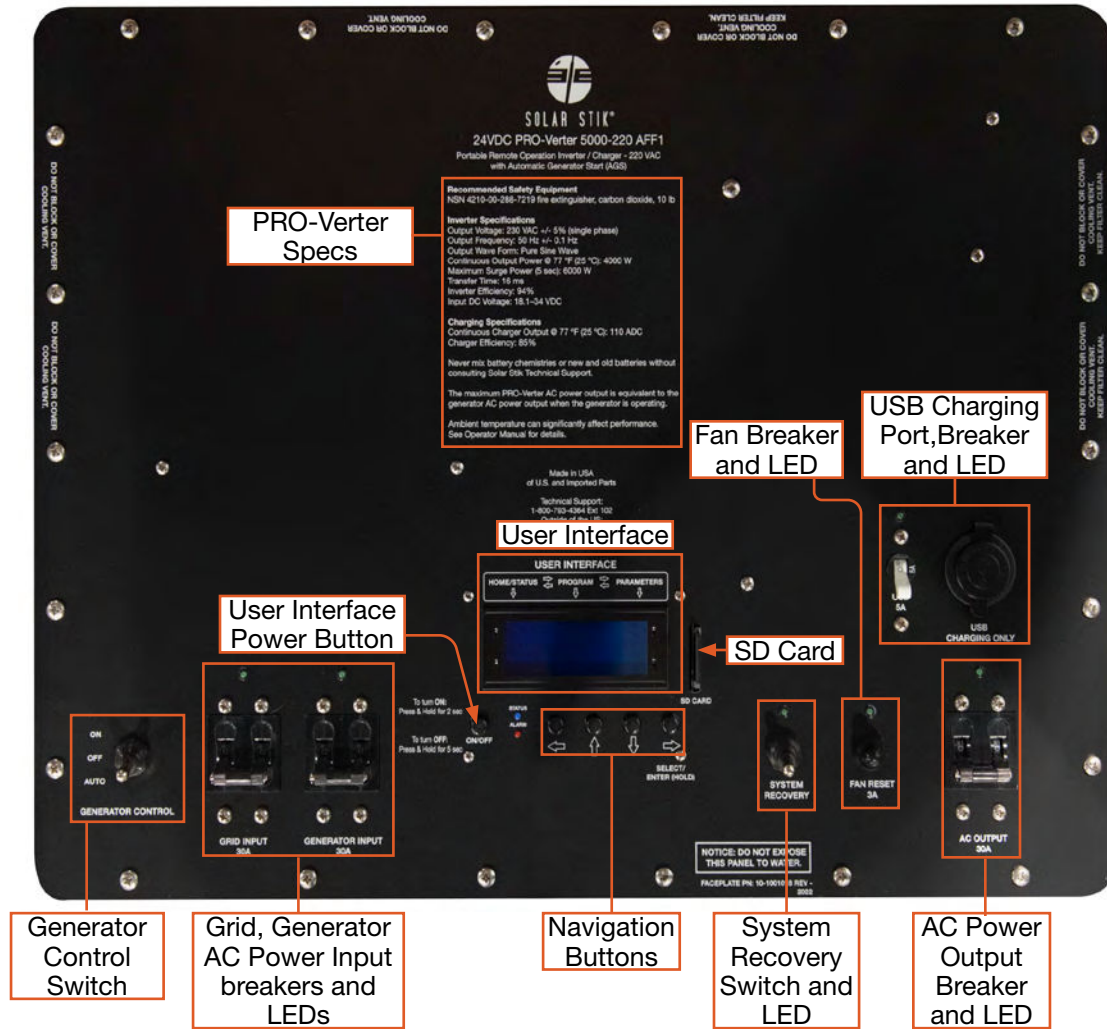 DO NOT BLOCK OR COVER
COOLING VENT.
DO NOT BLOCK OR COVER
COOLING VENT.
KEEP FILTER CLEAN.
SOLAR STIK®
24VDC PRO-Verter 5000-220 AFF1
Portable Remote Operation Inverter / Charger - 220 VAC
with Automatic Generator Start (AGS)
DO NOT BLOCK OR COVER
COOLING VENT.
DO NOT BLOCK OR COVER
COOLING VENT.
DO NOT BLOCK OR COVER
COOLING VENT.
KEEP FILTER CLEAN.
DO NOT BLOCK OR COVER
COOLING VENT.
KEEP FILTER CLEAN.
PRO-Verter
Specs
Recommended Safety Equipment
NSN 4210-00-288-7219 fire extinguisher, carbon dioxide, 10 lb
Inverter Specifications
Output Voltage: 230 VAC +/- 5% (single phase)
Output Frequency: 50 Hz +/- 0.1 Hz
Output Wave Form: Pure Sine Wave
Continuous Output Power @ 77 °F (25 °C): 4000 W
Maximum Surge Power (5 sec): 6000 W
Transfer Time: 16 ms
Inverter Efficiency: 94%
Input DC Voltage: 18.1–34 VDC
Charging Specifications
Continuous Charger Output @ 77 °F (25 °C): 110 ADC
Charger Efficiency: 85%
Never mix battery chemistries or new and old batteries without
consulting Solar Stik Technical Support.
The maximum PRO-Verter AC power output is equivalent to the
generator AC power output when the generator is operating.
Ambient temperature can significantly affect performance.
See Operator Manual for details.
Made in USA
of U.S. and Imported Parts
Technical Support:
1-800-793-4364 Ext 102
Outside of the US:
Fan Breaker
and LED
USB Charging
Port,Breaker
and LED
5A
USB
CHARGING ONLY
User Interface
USER INTERFACE
HOME/STATUS PROGRAM PARAMETERS
User Interface
Power Button
SD Card
SD CARD
To turn ON:
Press & Hold for 2 sec
To turn OFF:
Press & Hold for 5 sec
ON/OFF
STATUS
ALARM
SELECT/
ENTER (HOLD)
ON
OFF
AUTO
GENERATOR CONTROL
GRID INPUT
30A
GENERATOR INPUT
30A
SYSTEM
RECOVERY
FAN RESET
3A
AC OUTPUT
30A
NOTICE: DO NOT EXPOSE
THIS PANEL TO WATER.
FACEPLATE PN: REV -
Generator
Control
Switch
Grid, Generator
AC Power Input
breakers and
LEDs
Navigation
Buttons
System
Recovery
Switch and
LED
AC Power
Output
Breaker
and LED